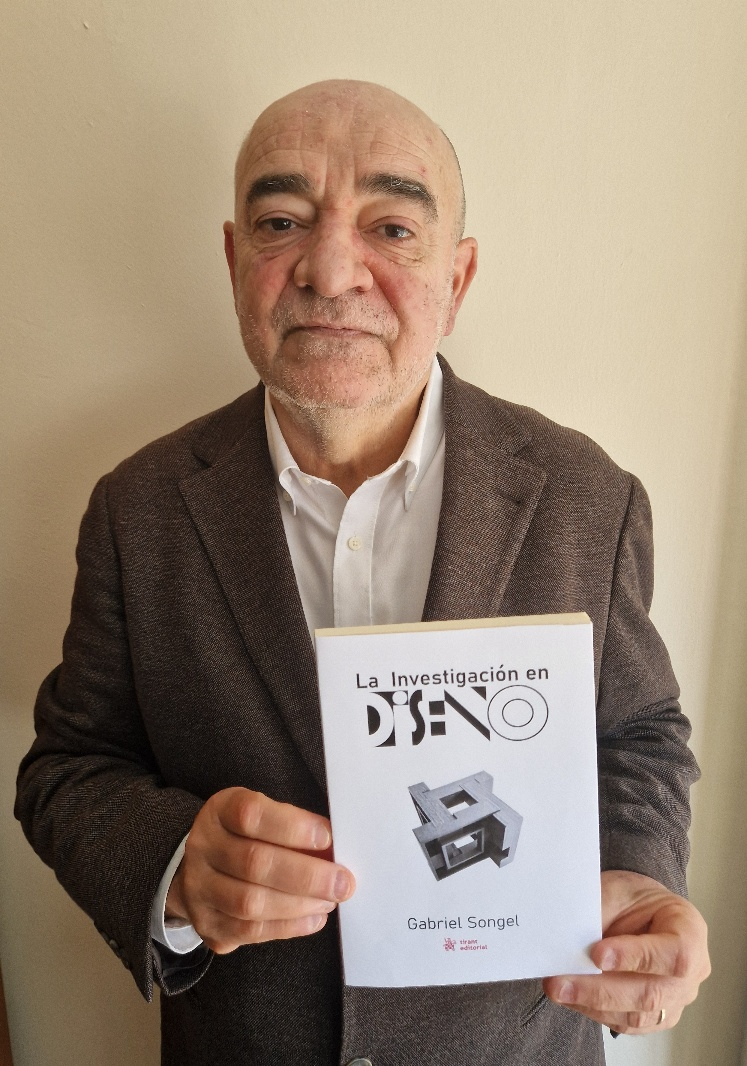 La Investigación en
DiSEÑO
Gabriel Songel
tirant
editorial